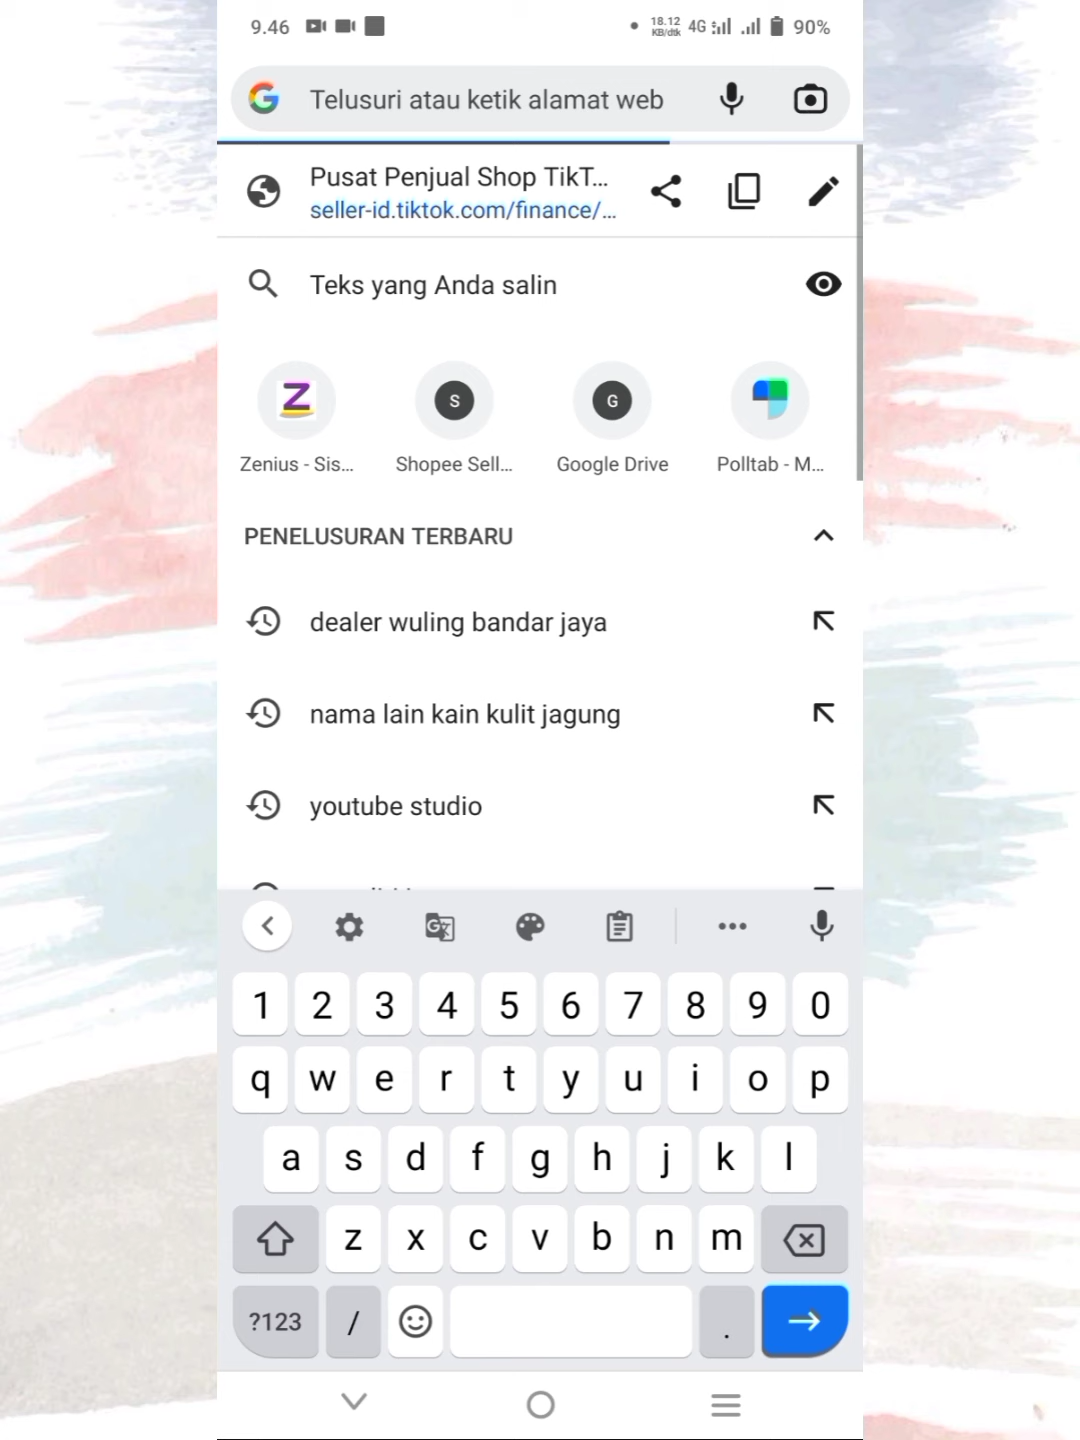 9.46 18.12 KB/dtk 4G 90%
Telusuri atau ketik alamat web
Pusat Penjual Shop TikT...
seller-id.tiktok.com/finance/...
Teks yang Anda salin
Z S G
Zenius - Sis... Shopee Sell... Google Drive Polltab - M...
PENELUSURAN TERBARU
dealer wuling bandar jaya
nama lain kain kulit jagung
youtube studio
1 2 3 4 5 6 7 8 9 0
q w e r t y u i o p
a s d f g h j k l
z x c v b n m
?123 / .